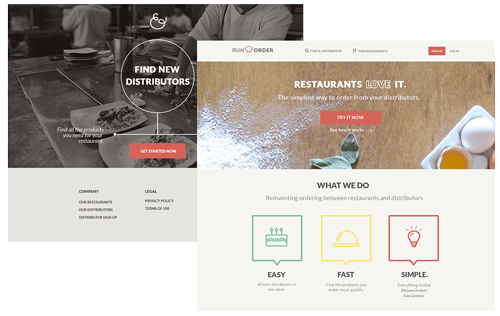 FIND NEW
DISTRIBUTORS
Find all the products
you need for your
restaurant.
GET STARTED NOW
COMPANY
OUR RESTAURANTS
OUR DISTRIBUTORS
DISTRIBUTOR SIGN UP
LEGAL
PRIVACY POLICY
TERMS OF USE
RUN ORDER
FIND A DISTRIBUTOR
OUR RESTAURANTS
SIGN UP
LOG IN
RESTAURANTS LOVE IT.
The simplest way to order from your distributors.
TRY IT NOW
See how it works
WHAT WE DO
Reinventing ordering between restaurants and distributors
EASY
All your distributors in
one place.
FAST
Find the products you
order most quickly.
SIMPLE.
Everything Online
Phone Orders
Fax Orders